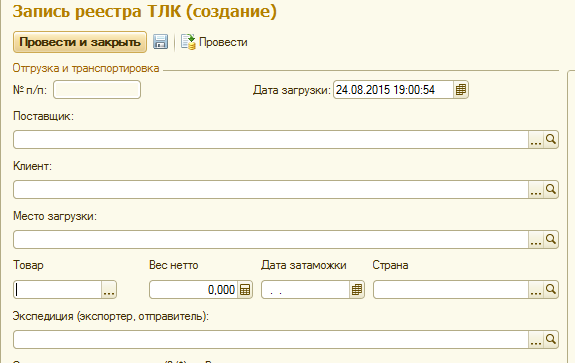 Запись реестра ТЛК (создание)
Провести и закрыть Провести
Отгрузка и транспортировка
№ п/п: Дата загрузки: 24.08.2015 19:00:54
Поставщик:
...
Клиент:
...
Место загрузки:
...
Товар Вес нетто Дата затаможки Страна
... 0,000 . . ...
Экспедиция (экспортер, отправитель):
...